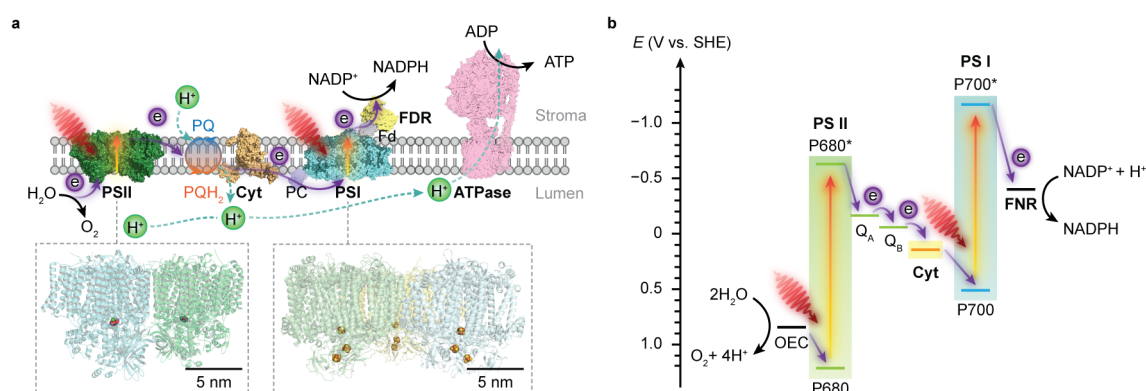 a
ADP
ATP
NADP⁺
NADPH
H⁺
e
PQ
FDR
Fd
Stroma
e
e
e
H₂O
PSII
PQH₂
Cyt
PC
PSI
H⁺
ATPase
Lumen
O₂
H⁺
H⁺
5 nm
5 nm
b
E (V vs. SHE)
PS I
P700*
−1.0
PS II
P680*
e
NADP⁺ + H⁺
−0.5
e
e
FNR
Q_A
Q_B
NADPH
0
Cyt
0.5
2H₂O
P700
OEC
1.0
O₂+ 4H⁺
P680